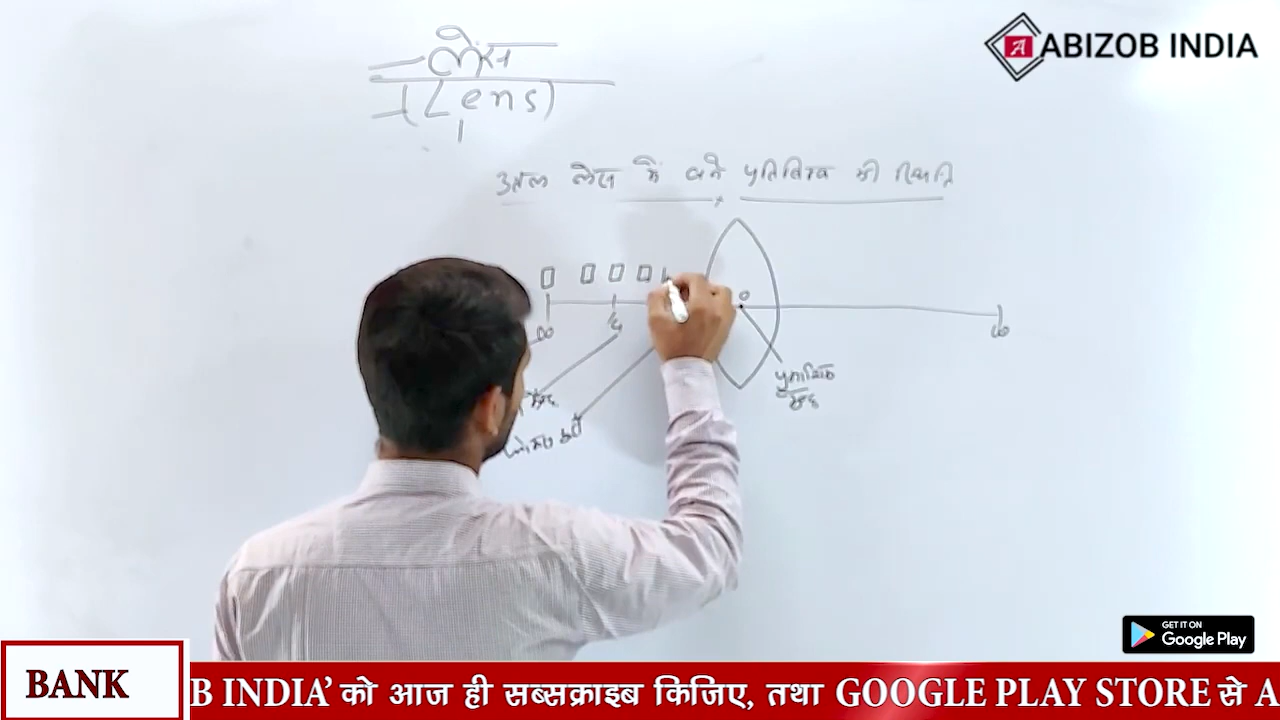 ABIZOB INDIA
लेंस
(Lens)
उत्तल लेंस में बने प्रतिबिम्ब की स्थिति
O
∞
C
∞
प्रकाशिक
केंद्र
GET IT ON
Google Play
BANK
B INDIA’ को आज ही सब्सक्राइब किजिए, तथा GOOGLE PLAY STORE से A